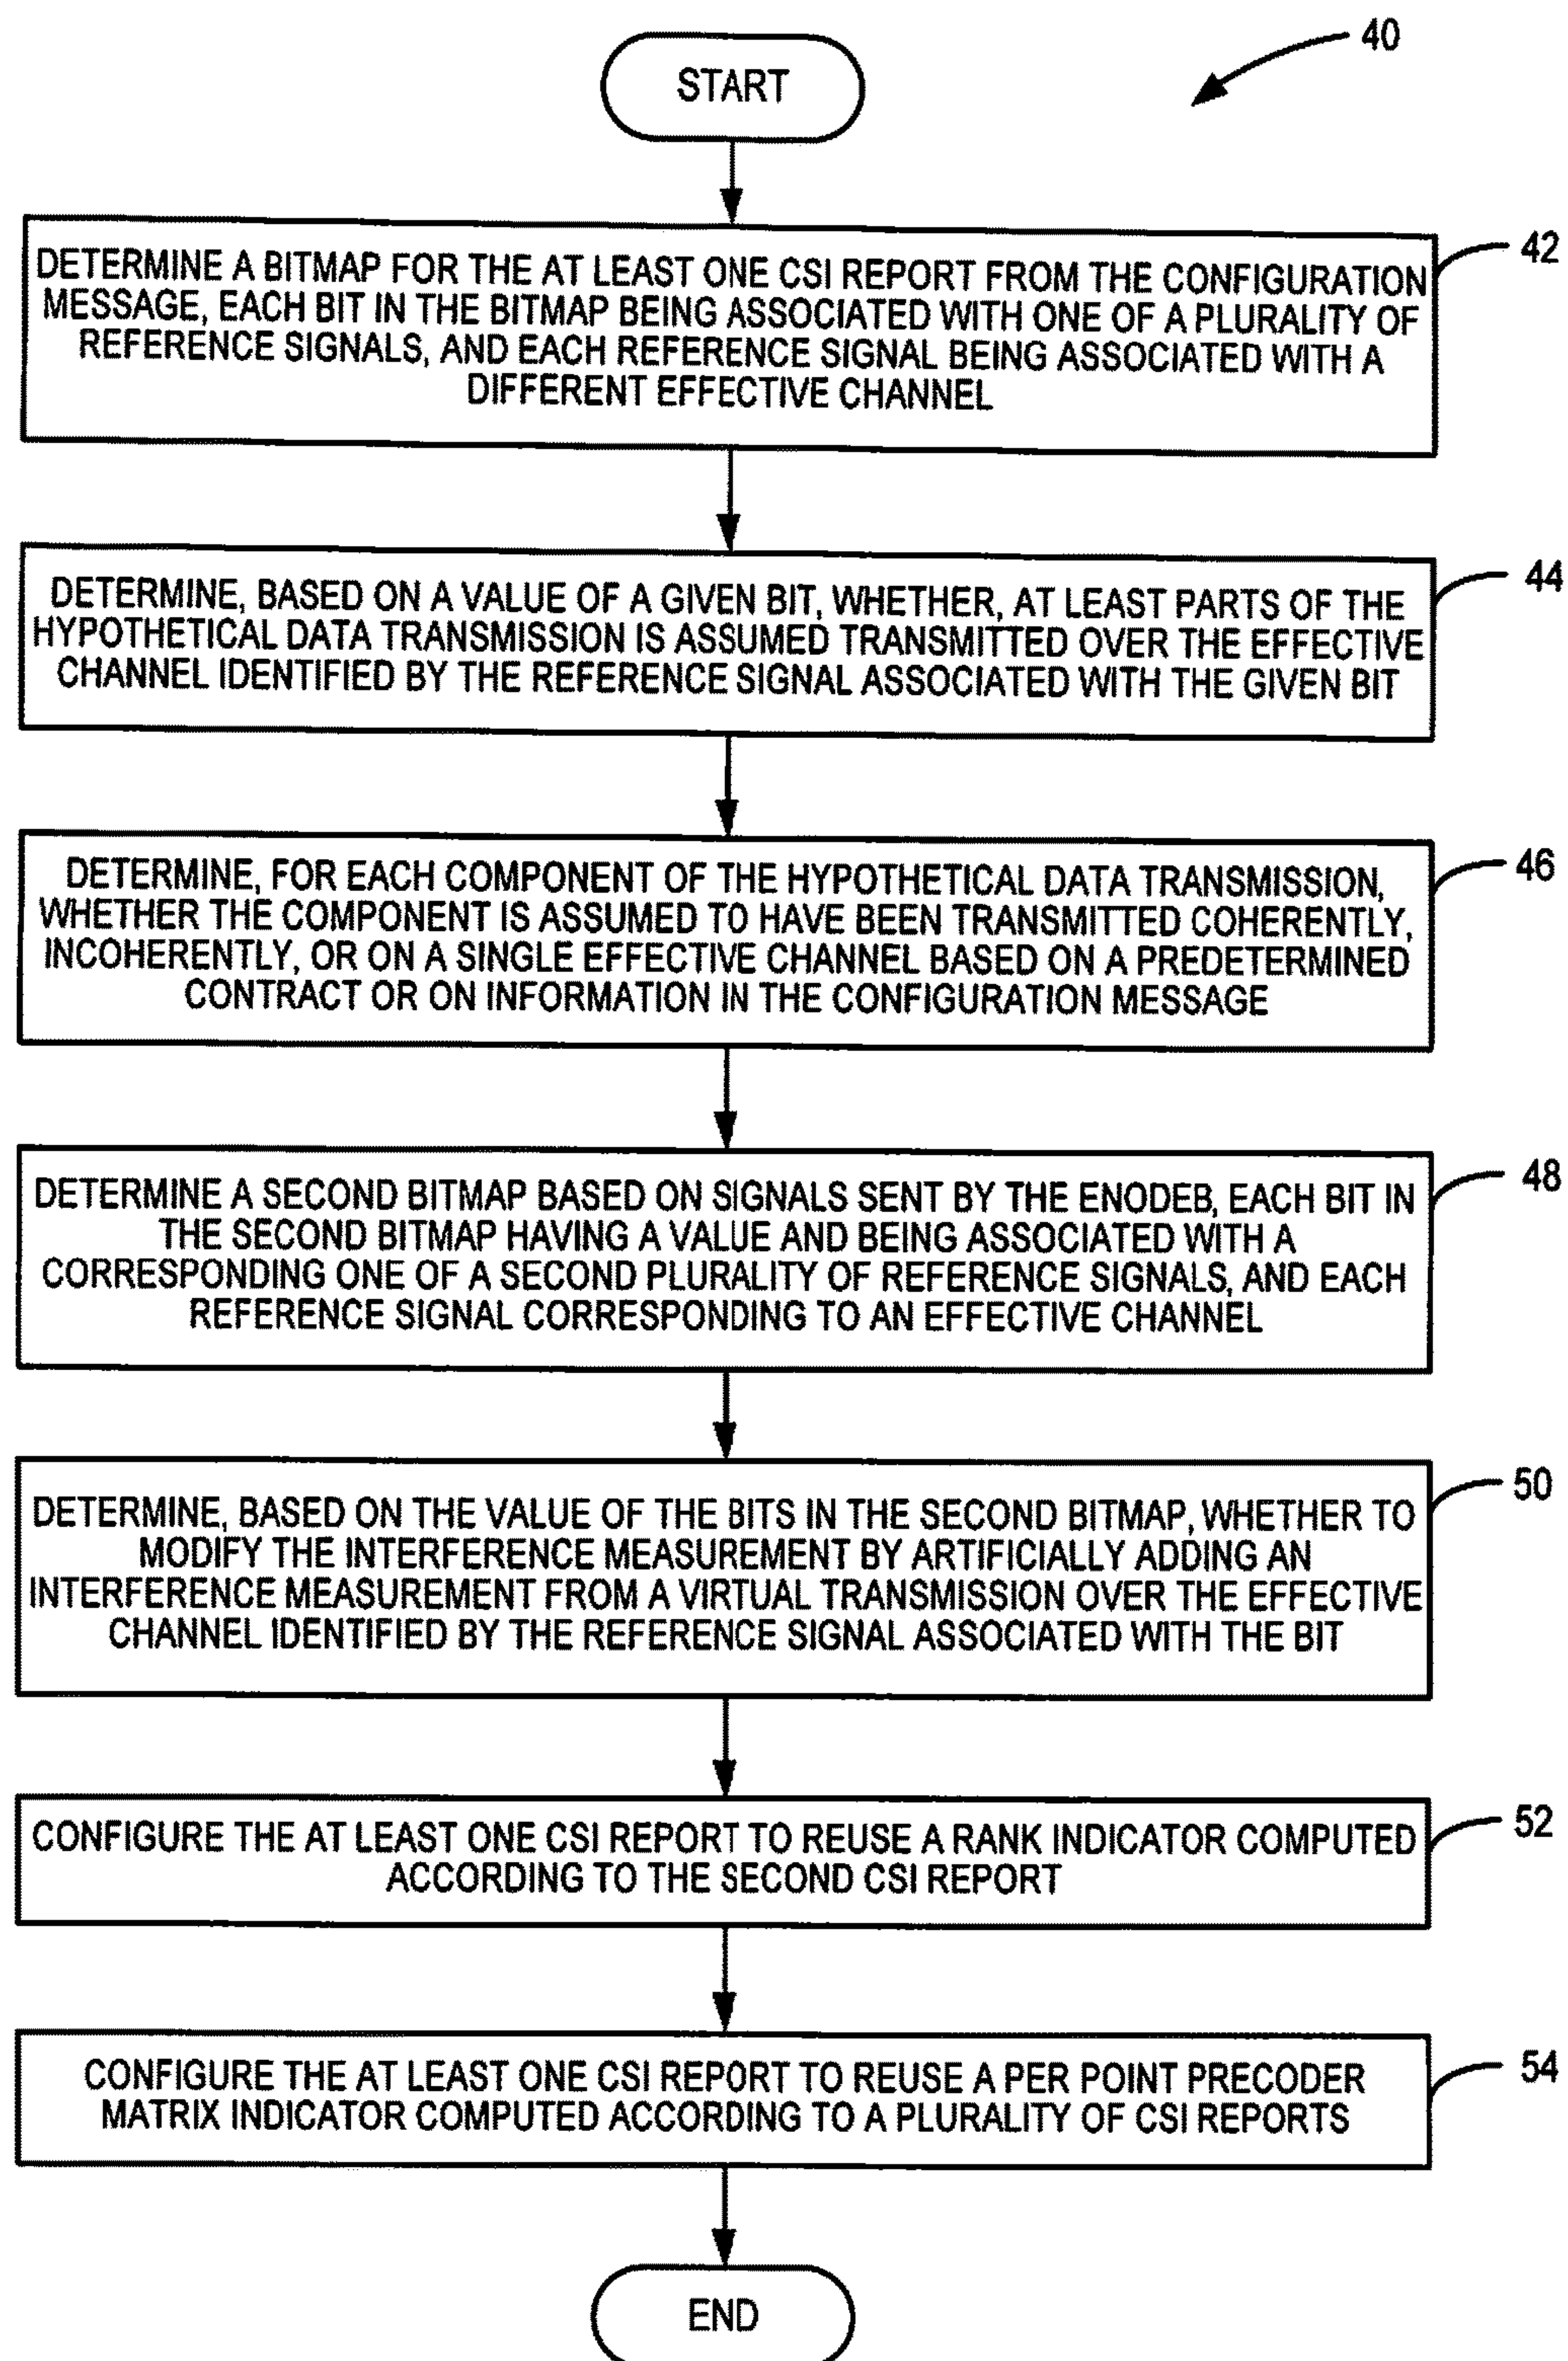 40
START
42
DETERMINE A BITMAP FOR THE AT LEAST ONE CSI REPORT FROM THE CONFIGURATION
MESSAGE, EACH BIT IN THE BITMAP BEING ASSOCIATED WITH ONE OF A PLURALITY OF
REFERENCE SIGNALS, AND EACH REFERENCE SIGNAL BEING ASSOCIATED WITH A
DIFFERENT EFFECTIVE CHANNEL
44
DETERMINE, BASED ON A VALUE OF A GIVEN BIT, WHETHER, AT LEAST PARTS OF THE
HYPOTHETICAL DATA TRANSMISSION IS ASSUMED TRANSMITTED OVER THE EFFECTIVE
CHANNEL IDENTIFIED BY THE REFERENCE SIGNAL ASSOCIATED WITH THE GIVEN BIT
46
DETERMINE, FOR EACH COMPONENT OF THE HYPOTHETICAL DATA TRANSMISSION,
WHETHER THE COMPONENT IS ASSUMED TO HAVE BEEN TRANSMITTED COHERENTLY,
INCOHERENTLY, OR ON A SINGLE EFFECTIVE CHANNEL BASED ON A PREDETERMINED
CONTRACT OR ON INFORMATION IN THE CONFIGURATION MESSAGE
48
DETERMINE A SECOND BITMAP BASED ON SIGNALS SENT BY THE ENODEB, EACH BIT IN
THE SECOND BITMAP HAVING A VALUE AND BEING ASSOCIATED WITH A
CORRESPONDING ONE OF A SECOND PLURALITY OF REFERENCE SIGNALS, AND EACH
REFERENCE SIGNAL CORRESPONDING TO AN EFFECTIVE CHANNEL
50
DETERMINE, BASED ON THE VALUE OF THE BITS IN THE SECOND BITMAP, WHETHER TO
MODIFY THE INTERFERENCE MEASUREMENT BY ARTIFICIALLY ADDING AN
INTERFERENCE MEASUREMENT FROM A VIRTUAL TRANSMISSION OVER THE EFFECTIVE
CHANNEL IDENTIFIED BY THE REFERENCE SIGNAL ASSOCIATED WITH THE BIT
52
CONFIGURE THE AT LEAST ONE CSI REPORT TO REUSE A RANK INDICATOR COMPUTED
ACCORDING TO THE SECOND CSI REPORT
54
CONFIGURE THE AT LEAST ONE CSI REPORT TO REUSE A PER POINT PRECODER
MATRIX INDICATOR COMPUTED ACCORDING TO A PLURALITY OF CSI REPORTS
END